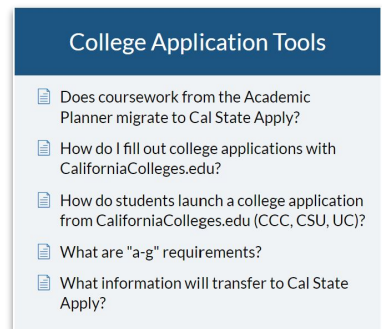 College Application Tools
Does coursework from the Academic
Planner migrate to Cal State Apply?
How do I fill out college applications with
CaliforniaColleges.edu?
How do students launch a college application
from CaliforniaColleges.edu (CCC, CSU, UC)?
What are "a-g" requirements?
What information will transfer to Cal State
Apply?